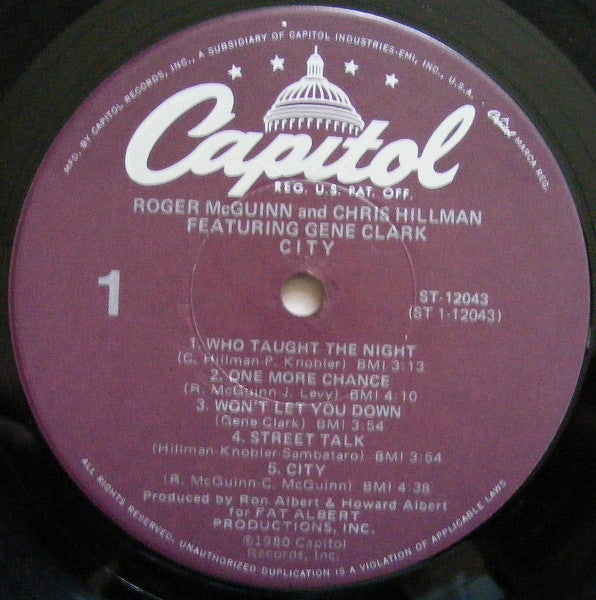 MFD. BY CAPITOL RECORDS, INC., A SUBSIDIARY OF CAPITOL INDUSTRIES-EMI, INC., U.S.A. • Capitol MARCA REG.
Capitol
REG. U.S. PAT. OFF.
ROGER McGUINN and CHRIS HILLMAN
FEATURING GENE CLARK
CITY
1
ST-12043
(ST 1-12043)
1. WHO TAUGHT THE NIGHT
(C. Hillman-P. Knobler) BMI 3:13
2. ONE MORE CHANCE
(R. McGuinn-J. Levy) BMI 4:10
3. WON'T LET YOU DOWN
(Gene Clark) BMI 3:54
4. STREET TALK
(Hillman-Knobler-Sambataro) BMI 3:54
5. CITY
(R. McGuinn-C. McGuinn) BMI 4:38
Produced by Ron Albert & Howard Albert
for FAT ALBERT
PRODUCTIONS, INC.
©1980 Capitol
Records, Inc.
ALL RIGHTS RESERVED, UNAUTHORIZED DUPLICATION IS A VIOLATION OF APPLICABLE LAWS